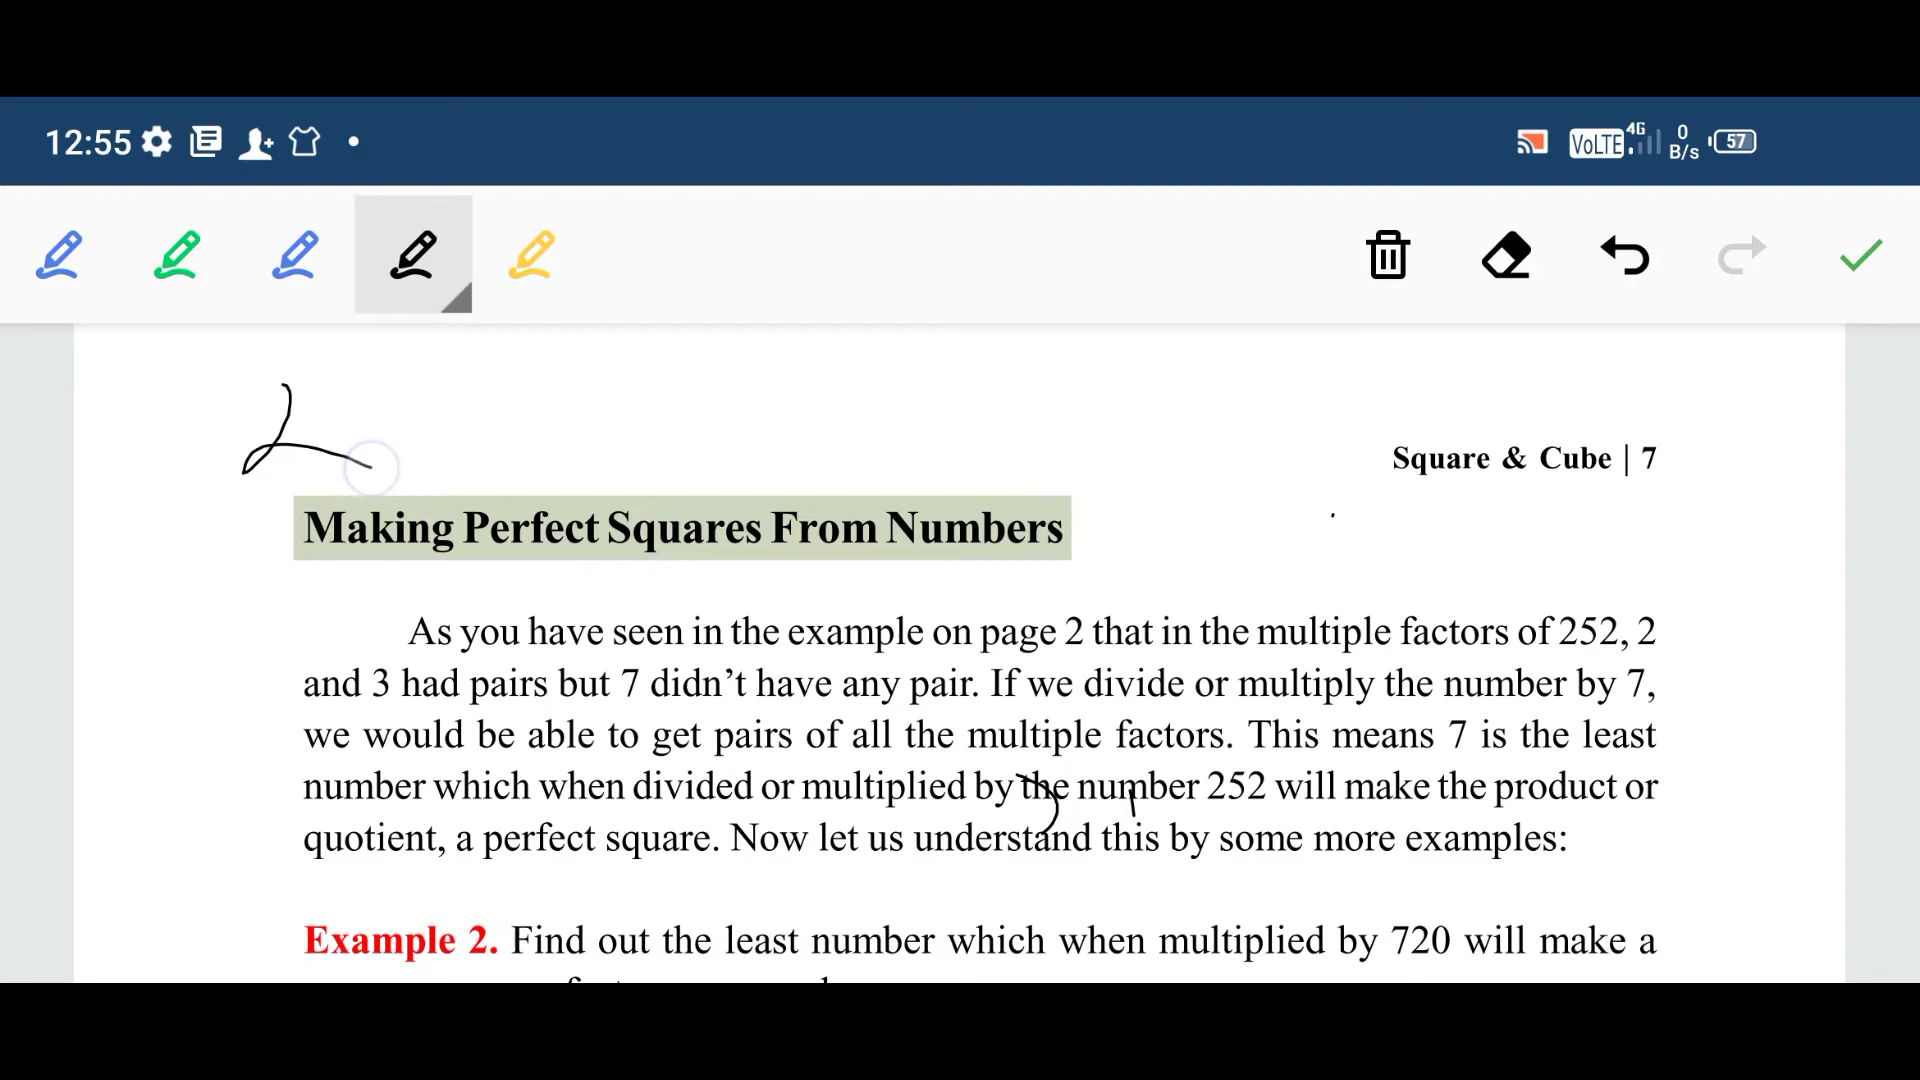 12:55
VoLTE 4G 0 B/s 57
2
Square & Cube | 7
Making Perfect Squares From Numbers
As you have seen in the example on page 2 that in the multiple factors of 252, 2
and 3 had pairs but 7 didn’t have any pair. If we divide or multiply the number by 7,
we would be able to get pairs of all the multiple factors. This means 7 is the least
number which when divided or multiplied by the number 252 will make the product or
quotient, a perfect square. Now let us understand this by some more examples:
Example 2. Find out the least number which when multiplied by 720 will make a